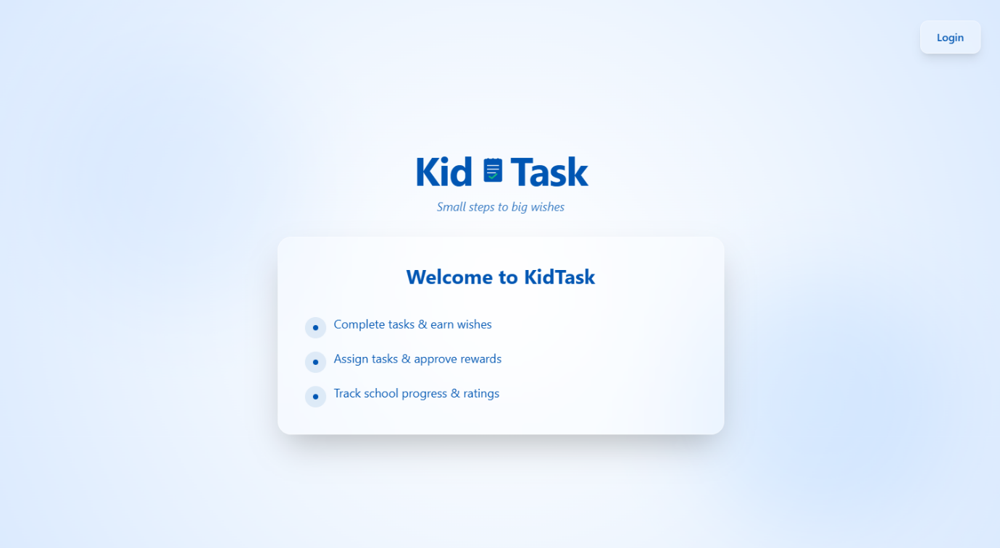 Login
Kid Task
Small steps to big wishes
Welcome to KidTask
Complete tasks & earn wishes
Assign tasks & approve rewards
Track school progress & ratings